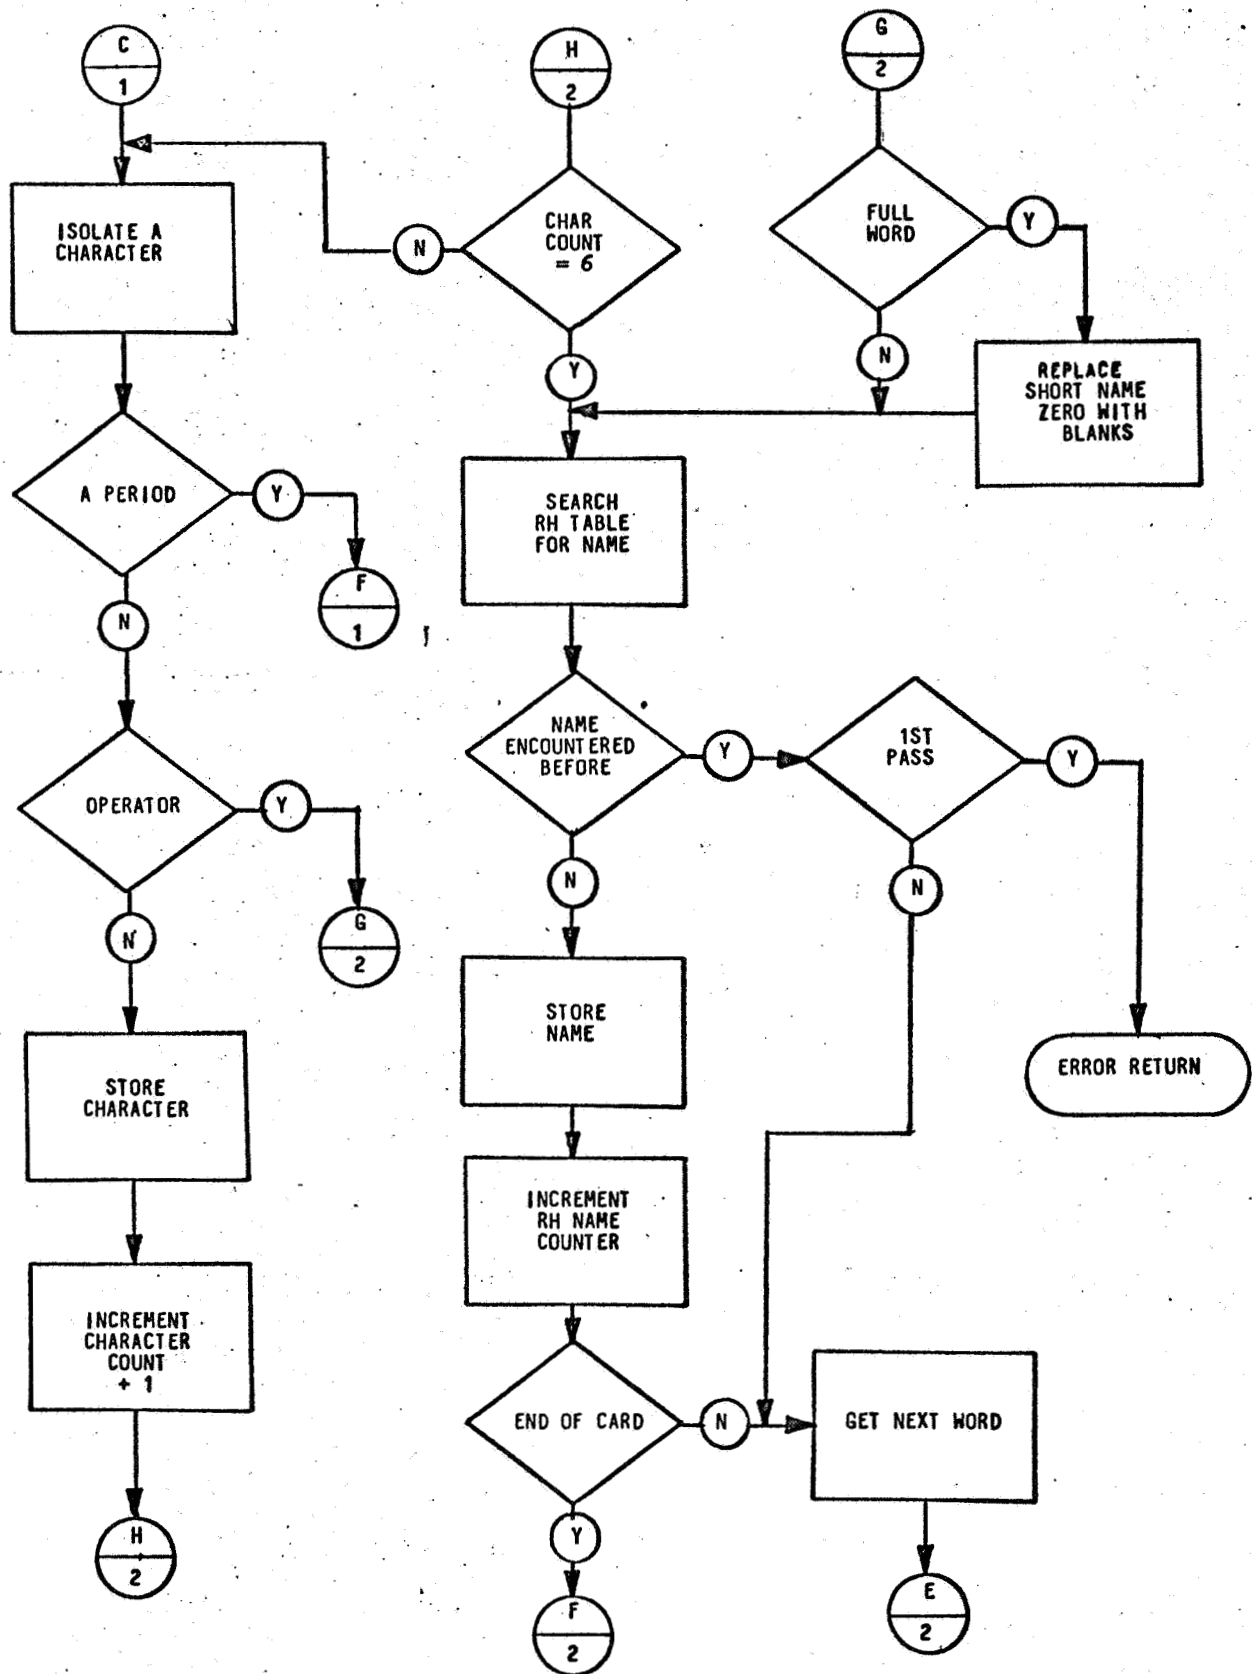 C
1
ISOLATE A
CHARACTER
A PERIOD
Y
F
1
N
OPERATOR
Y
G
2
N
STORE
CHARACTER
INCREMENT
CHARACTER
COUNT
+ 1
H
2
H
2
CHAR
COUNT
= 6
N
Y
SEARCH
RH TABLE
FOR NAME
NAME
ENCOUNTERED
BEFORE
Y
N
STORE
NAME
INCREMENT
RH NAME
COUNTER
END OF CARD
N
Y
F
2
G
2
FULL
WORD
Y
N
REPLACE
SHORT NAME
ZERO WITH
BLANKS
1ST
PASS
Y
N
ERROR RETURN
GET NEXT WORD
E
2